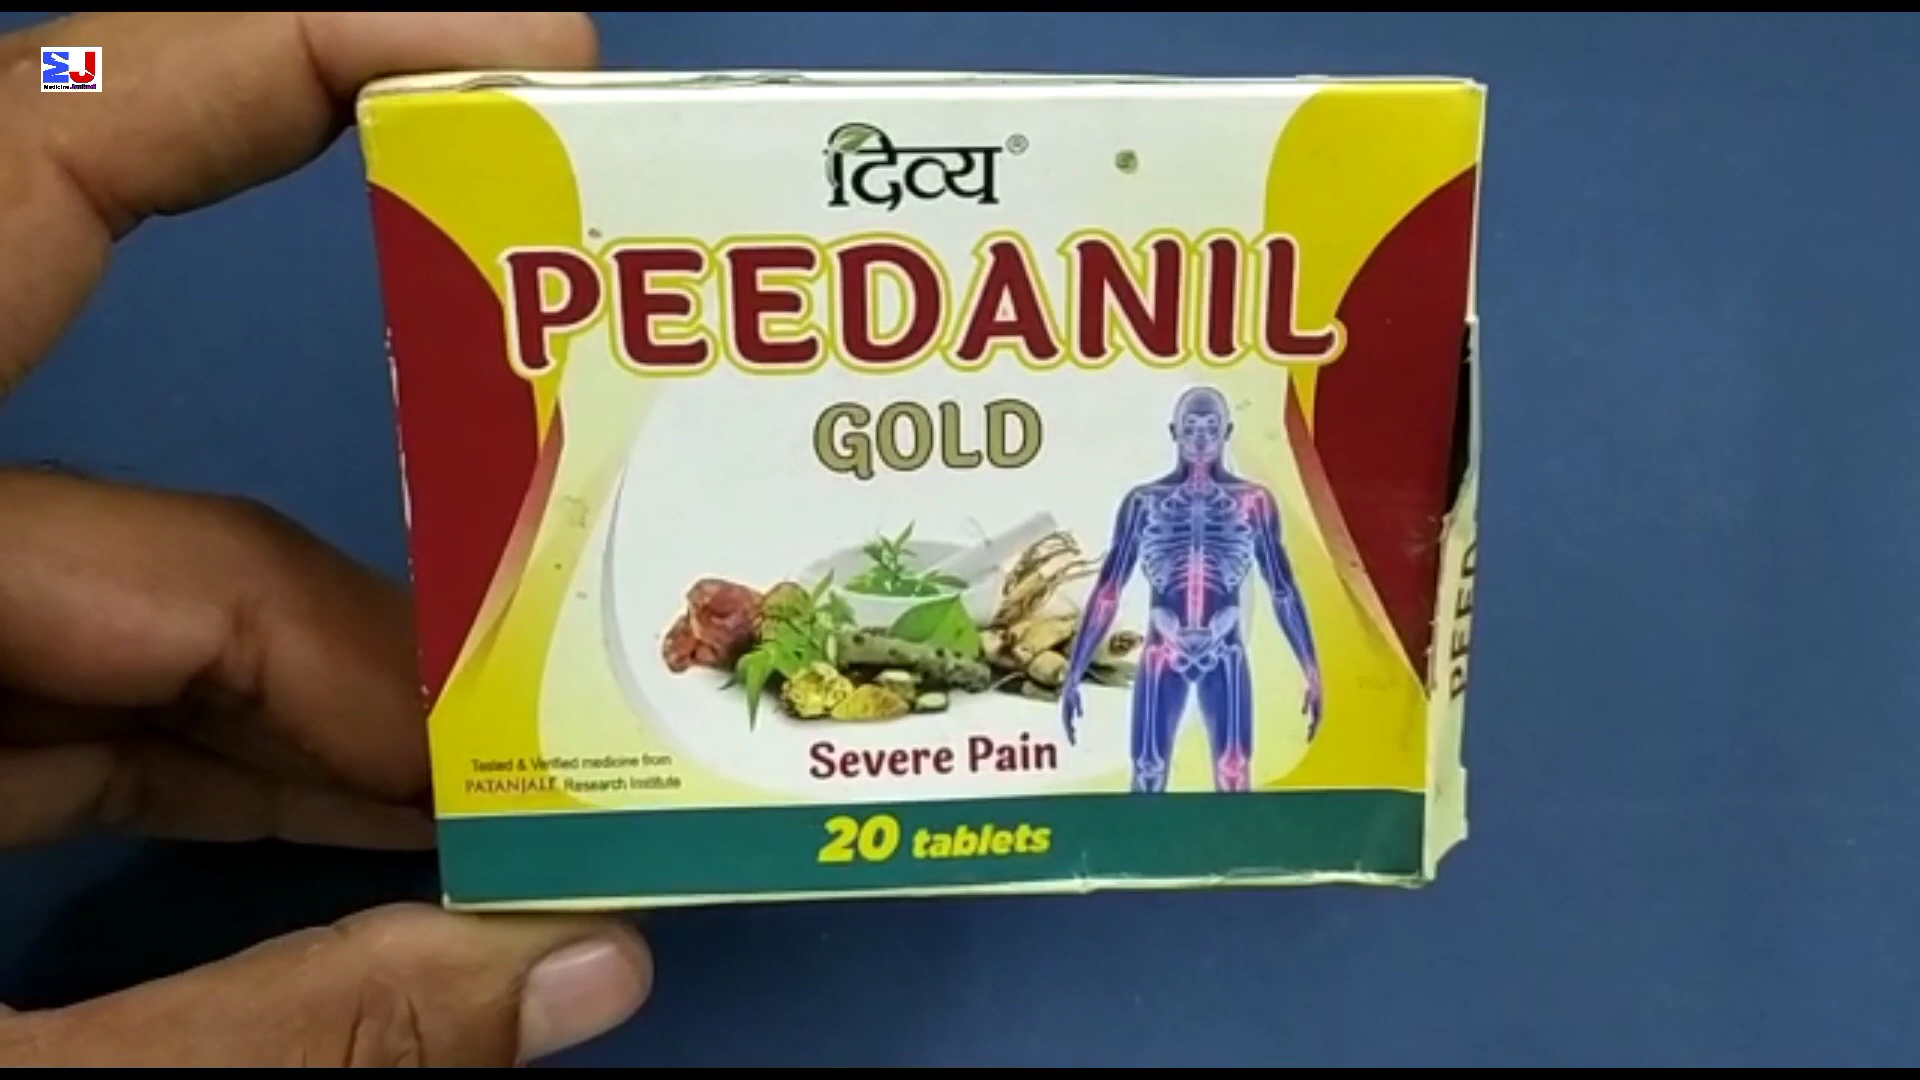 दिव्य®
PEEDANIL
GOLD
Severe Pain
Tested & Verified medicine from
PATANJALI Research Institute
20 tablets
PEED